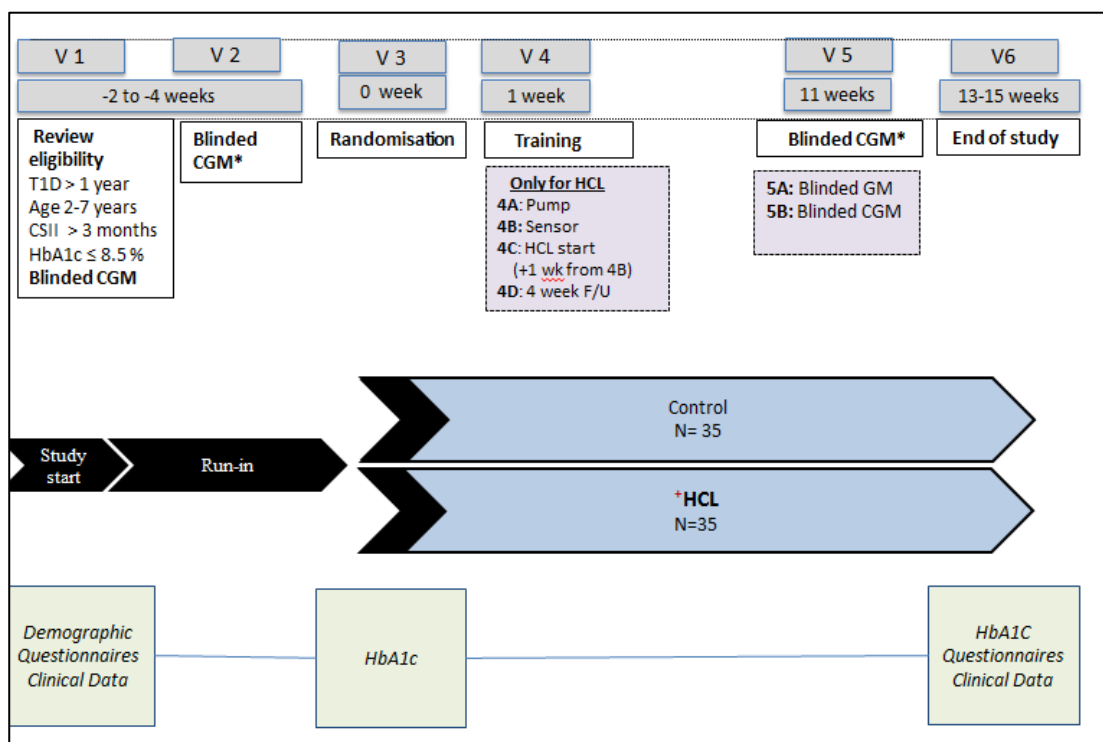 V 1
V 2
V 3
V 4
V 5
V6
-2 to -4 weeks
0 week
1 week
11 weeks
13-15 weeks
Review
eligibility
T1D > 1 year
Age 2-7 years
CSII > 3 months
HbA1c ≤ 8.5 %
Blinded CGM
Blinded
CGM*
Randomisation
Training
Only for HCL
4A: Pump
4B: Sensor
4C: HCL start
(+1 wk from 4B)
4D: 4 week F/U
Blinded CGM*
5A: Blinded GM
5B: Blinded CGM
End of study
Study
start
Run-in
Control
N= 35
+HCL
N=35
Demographic
Questionnaires
Clinical Data
HbA1c
HbA1C
Questionnaires
Clinical Data